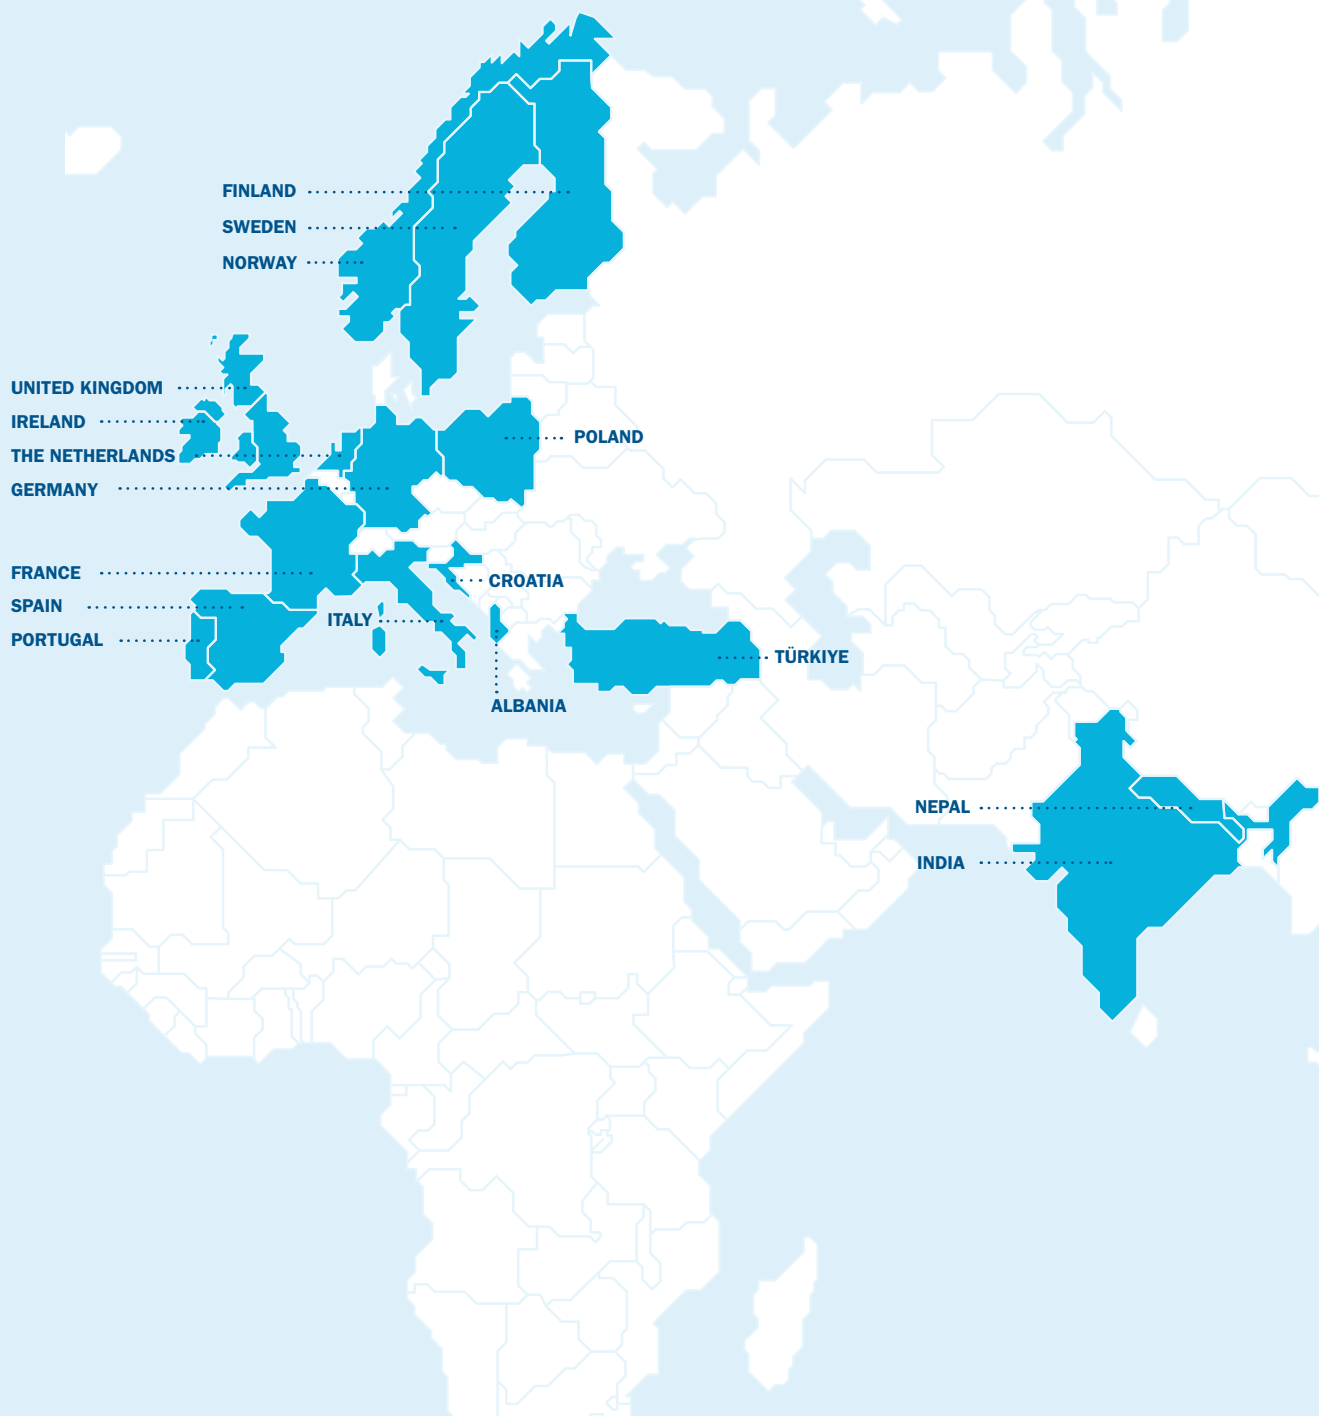 FINLAND
SWEDEN
NORWAY
UNITED KINGDOM
IRELAND
POLAND
THE NETHERLANDS
GERMANY
FRANCE
CROATIA
SPAIN
ITALY
PORTUGAL
TÜRKIYE
ALBANIA
NEPAL
INDIA